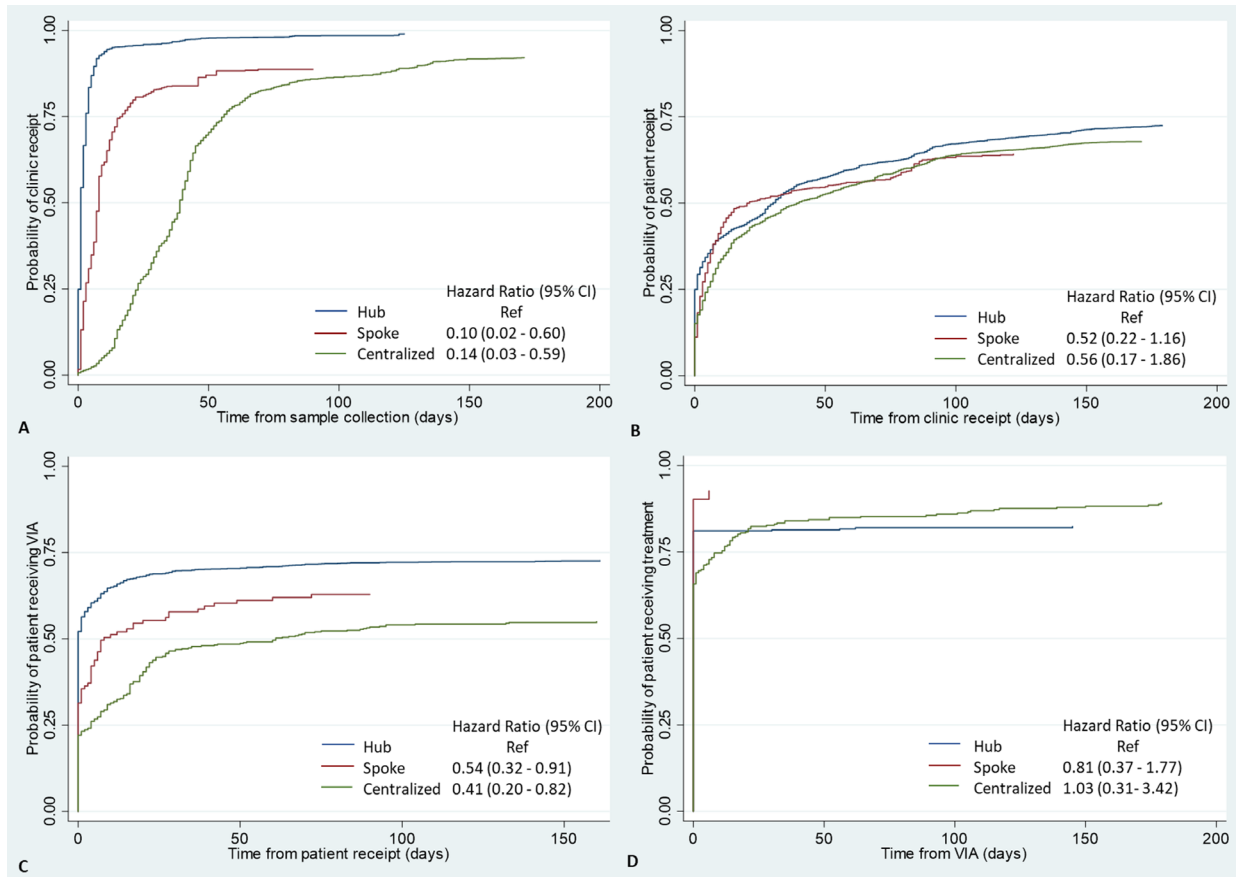 Probability of clinic receipt
1.00
0.75
0.50
0.25
0.00
Hazard Ratio (95% CI)
Hub Ref
Spoke 0.10 (0.02 - 0.60)
Centralized 0.14 (0.03 - 0.59)
0 50 100 150 200
Time from sample collection (days)
A
Probability of patient receipt
1.00
0.75
0.50
0.25
0.00
Hazard Ratio (95% CI)
Hub Ref
Spoke 0.52 (0.22 - 1.16)
Centralized 0.56 (0.17 - 1.86)
0 50 100 150 200
Time from clinic receipt (days)
B
Probability of patient receiving VIA
1.00
0.75
0.50
0.25
0.00
Hazard Ratio (95% CI)
Hub Ref
Spoke 0.54 (0.32 - 0.91)
Centralized 0.41 (0.20 - 0.82)
0 50 100 150
Time from patient receipt (days)
C
Probability of patient receiving treatment
1.00
0.75
0.50
0.25
0.00
Hazard Ratio (95% CI)
Hub Ref
Spoke 0.81 (0.37 - 1.77)
Centralized 1.03 (0.31- 3.42)
0 50 100 150 200
Time from VIA (days)
D